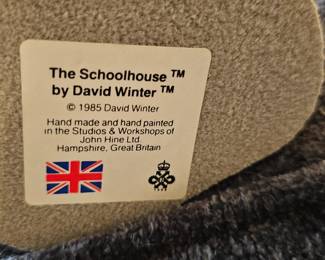 The Schoolhouse ™
by David Winter ™
© 1985 David Winter
Hand made and hand painted
in the Studios & Workshops of
John Hine Ltd.
Hampshire, Great Britain